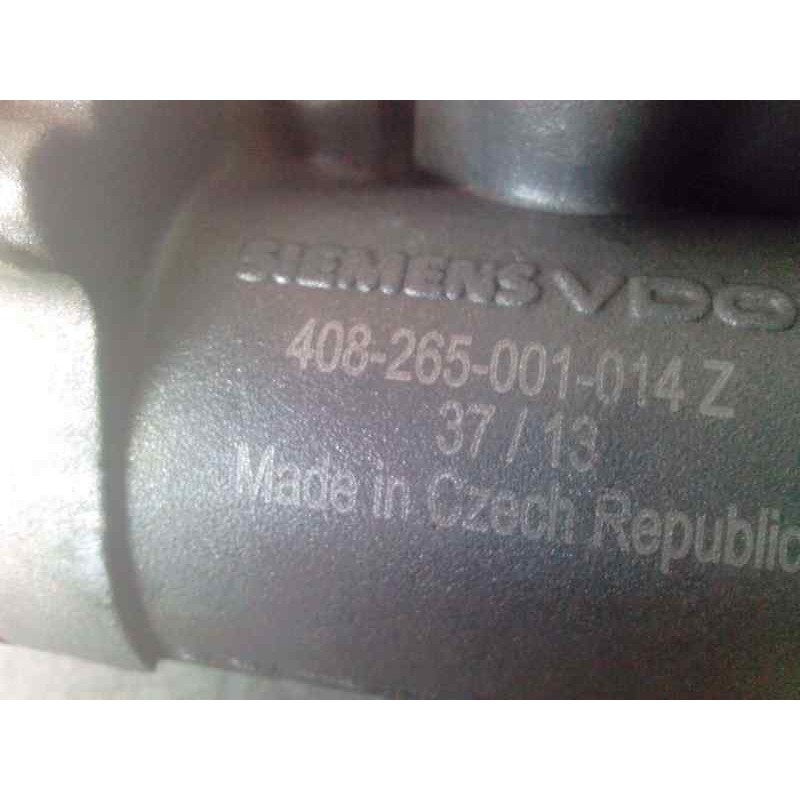 SIEMENS VDO
408-265-001-014 Z
37 / 13
Made in Czech Republic